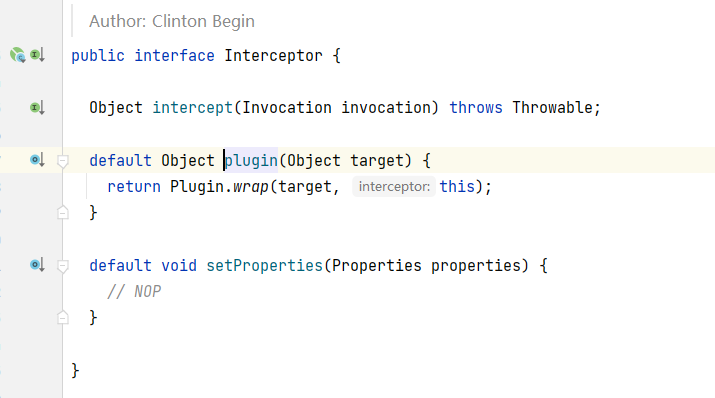 Author: Clinton Begin
public interface Interceptor {
Object intercept(Invocation invocation) throws Throwable;
default Object plugin(Object target) {
return Plugin.wrap(target, interceptor: this);
}
default void setProperties(Properties properties) {
// NOP
}
}